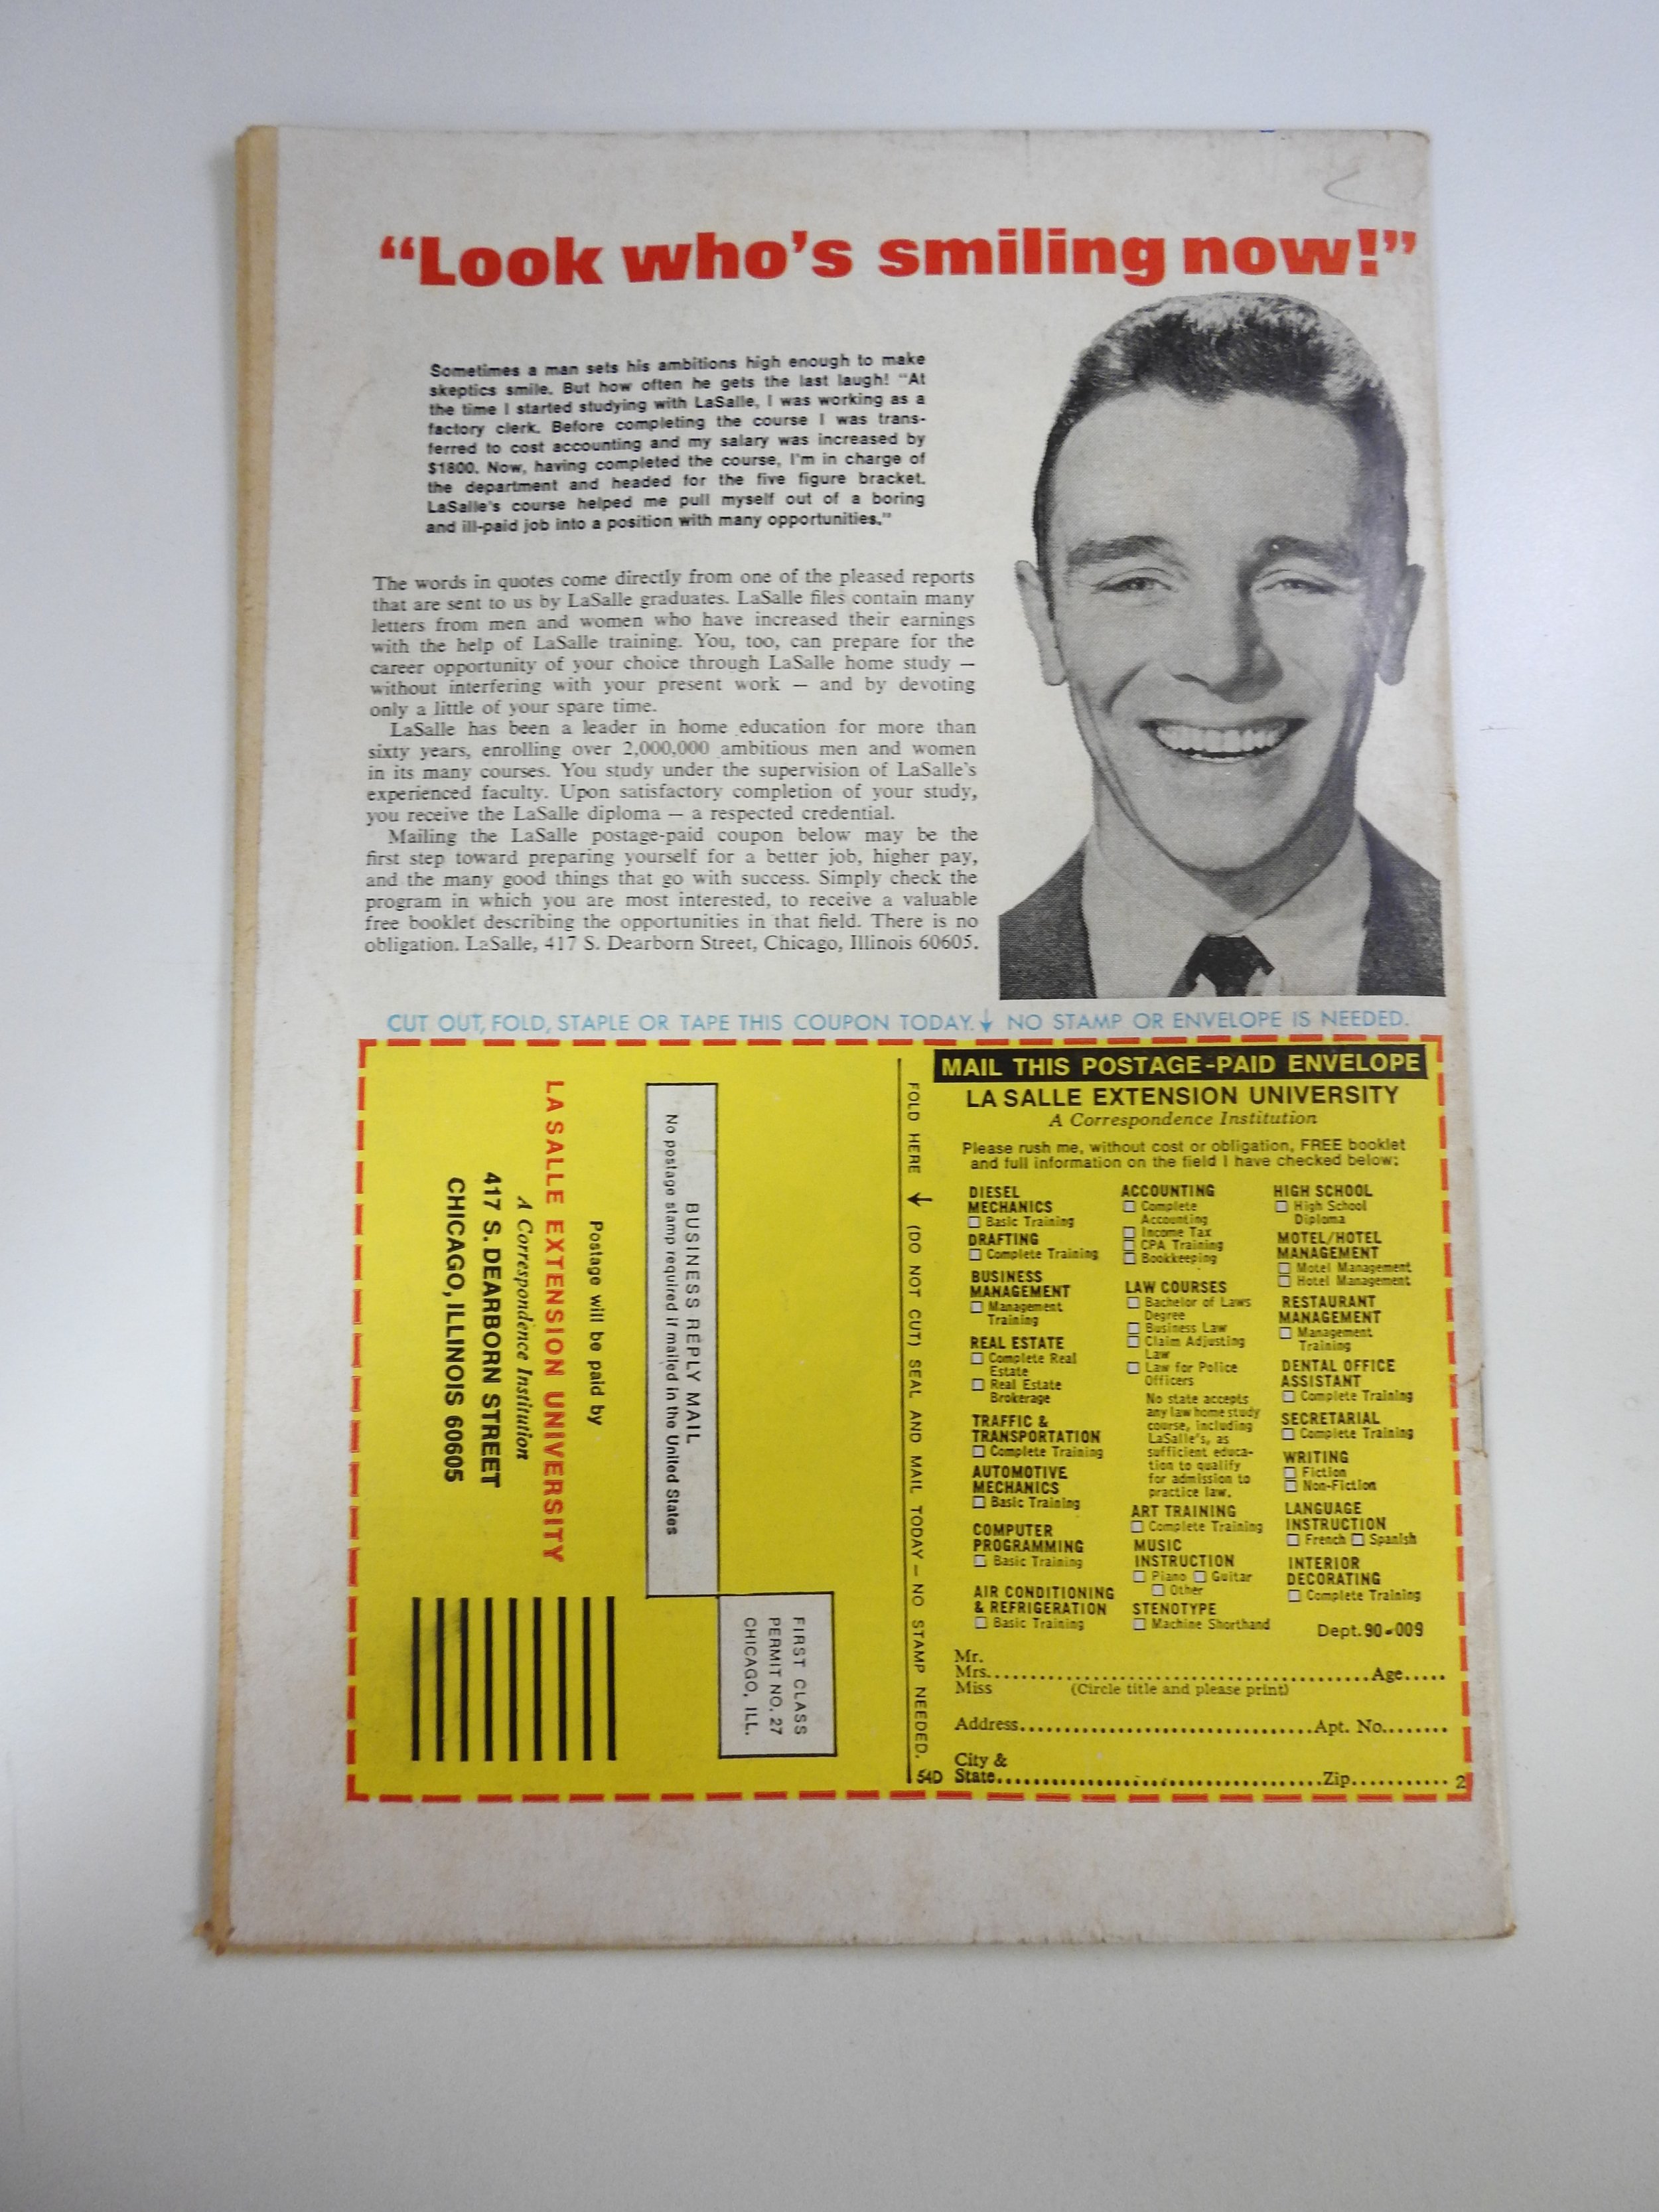 “Look who’s smiling now!”
Sometimes a man sets his ambitions high enough to make
skeptics smile. But how often he gets the last laugh! “At
the time I started studying with LaSalle, I was working as a
factory clerk. Before completing the course I was trans-
ferred to cost accounting and my salary was increased by
$1800. Now, having completed the course, I’m in charge of
the department and headed for the five figure bracket.
LaSalle’s course helped me pull myself out of a boring
and ill-paid job into a position with many opportunities.”
The words in quotes come directly from one of the pleased reports
that are sent to us by LaSalle graduates. LaSalle files contain many
letters from men and women who have increased their earnings
with the help of LaSalle training. You, too, can prepare for the
career opportunity of your choice through LaSalle home study —
without interfering with your present work — and by devoting
only a little of your spare time.
LaSalle has been a leader in home education for more than
sixty years, enrolling over 2,000,000 ambitious men and women
in its many courses. You study under the supervision of LaSalle’s
experienced faculty. Upon satisfactory completion of your study,
you receive the LaSalle diploma — a respected credential.
Mailing the LaSalle postage-paid coupon below may be the
first step toward preparing yourself for a better job, higher pay,
and the many good things that go with success. Simply check the
program in which you are most interested, to receive a valuable
free booklet describing the opportunities in that field. There is no
obligation. LaSalle, 417 S. Dearborn Street, Chicago, Illinois 60605.
CUT OUT, FOLD, STAPLE OR TAPE THIS COUPON TODAY.↓ NO STAMP OR ENVELOPE IS NEEDED.
FIRST CLASS
PERMIT NO. 27
CHICAGO, ILL.
BUSINESS REPLY MAIL
No postage stamp required if mailed in the United States
Postage will be paid by
LA SALLE EXTENSION UNIVERSITY
A Correspondence Institution
417 S. DEARBORN STREET
CHICAGO, ILLINOIS 60605
FOLD HERE ↓ (DO NOT CUT) SEAL AND MAIL TODAY — NO STAMP NEEDED.
54D
MAIL THIS POSTAGE-PAID ENVELOPE
LA SALLE EXTENSION UNIVERSITY
A Correspondence Institution
Please rush me, without cost or obligation, FREE booklet
and full information on the field I have checked below:
DIESEL
MECHANICS
☐ Basic Training
DRAFTING
☐ Complete Training
BUSINESS
MANAGEMENT
☐ Management
Training
REAL ESTATE
☐ Complete Real
Estate
☐ Real Estate
Brokerage
TRAFFIC &
TRANSPORTATION
☐ Complete Training
AUTOMOTIVE
MECHANICS
☐ Basic Training
COMPUTER
PROGRAMMING
☐ Basic Training
AIR CONDITIONING
& REFRIGERATION
☐ Basic Training
ACCOUNTING
☐ Complete
Accounting
☐ Income Tax
☐ CPA Training
☐ Bookkeeping
LAW COURSES
☐ Bachelor of Laws
Degree
☐ Business Law
☐ Claim Adjusting
Law
☐ Law for Police
Officers
No state accepts
any law home study
course, including
LaSalle’s, as
sufficient educa-
tion to qualify
for admission to
practice law.
ART TRAINING
☐ Complete Training
MUSIC
INSTRUCTION
☐ Piano ☐ Guitar
☐ Other
STENOTYPE
☐ Machine Shorthand
HIGH SCHOOL
☐ High School
Diploma
MOTEL/HOTEL
MANAGEMENT
☐ Motel Management
☐ Hotel Management
RESTAURANT
MANAGEMENT
☐ Management
Training
DENTAL OFFICE
ASSISTANT
☐ Complete Training
SECRETARIAL
☐ Complete Training
WRITING
☐ Fiction
☐ Non-Fiction
LANGUAGE
INSTRUCTION
☐ French ☐ Spanish
INTERIOR
DECORATING
☐ Complete Training
Dept. 90-009
Mr.
Mrs. Age
Miss (Circle title and please print)
Address Apt. No.
City &
State Zip 2